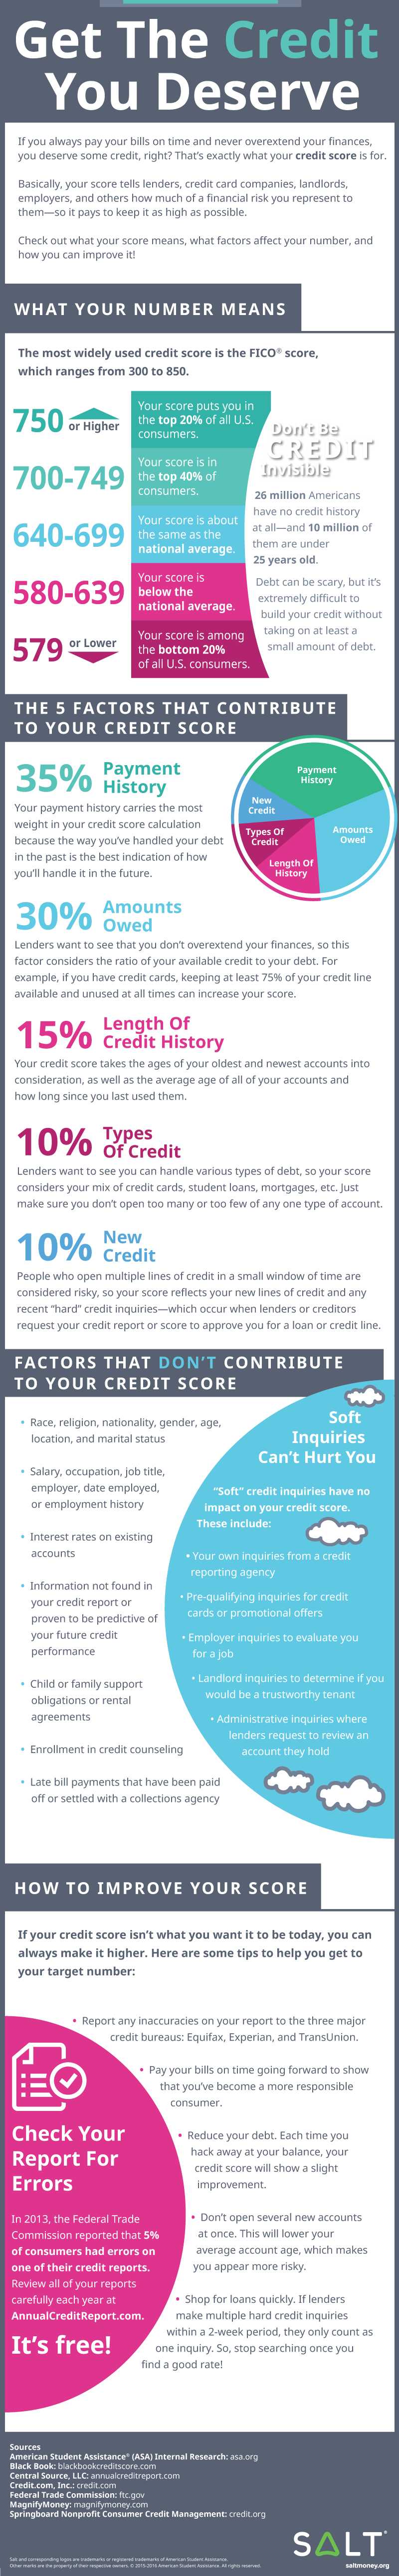 Get The Credit
You Deserve
If you always pay your bills on time and never overextend your finances,
you deserve some credit, right? That's exactly what your credit score is for.
Basically, your score tells lenders, credit card companies, landlords,
employers, and others how much of a financial risk you represent to
them—so it pays to keep it as high as possible.
Check out what your score means, what factors affect your number, and
how you can improve it!
WHAT YOUR NUMBER MEANS
The most widely used credit score is the FICO® score,
which ranges from 300 to 850.
750 or Higher
Your score puts you in
the top 20% of all U.S.
consumers.
700-749
Your score is in
the top 40% of
consumers.
640-699
Your score is about
the same as the
national average.
580-639
Your score is
below the
national average.
579 or Lower
Your score is among
the bottom 20%
of all U.S. consumers.
Don't Be
CREDIT
Invisible
26 million Americans
have no credit history
at all—and 10 million of
them are under
25 years old.
Debt can be scary, but it's
extremely difficult to
build your credit without
taking on at least a
small amount of debt.
THE 5 FACTORS THAT CONTRIBUTE
TO YOUR CREDIT SCORE
35% Payment
History
Your payment history carries the most
weight in your credit score calculation
because the way you've handled your debt
in the past is the best indication of how
you'll handle it in the future.
Payment
History
New
Credit
Types Of
Credit
Amounts
Owed
Length Of
History
30% Amounts
Owed
Lenders want to see that you don't overextend your finances, so this
factor considers the ratio of your available credit to your debt. For
example, if you have credit cards, keeping at least 75% of your credit line
available and unused at all times can increase your score.
15% Length Of
Credit History
Your credit score takes the ages of your oldest and newest accounts into
consideration, as well as the average age of all of your accounts and
how long since you last used them.
10% Types
Of Credit
Lenders want to see you can handle various types of debt, so your score
considers your mix of credit cards, student loans, mortgages, etc. Just
make sure you don't open too many or too few of any one type of account.
10% New
Credit
People who open multiple lines of credit in a small window of time are
considered risky, so your score reflects your new lines of credit and any
recent "hard" credit inquiries—which occur when lenders or creditors
request your credit report or score to approve you for a loan or credit line.
FACTORS THAT DON'T CONTRIBUTE
TO YOUR CREDIT SCORE
• Race, religion, nationality, gender, age,
location, and marital status
• Salary, occupation, job title,
employer, date employed,
or employment history
• Interest rates on existing
accounts
• Information not found in
your credit report or
proven to be predictive of
your future credit
performance
• Child or family support
obligations or rental
agreements
• Enrollment in credit counseling
• Late bill payments that have been paid
off or settled with a collections agency
Soft
Inquiries
Can't Hurt You
"Soft" credit inquiries have no
impact on your credit score.
These include:
• Your own inquiries from a credit
reporting agency
• Pre-qualifying inquiries for credit
cards or promotional offers
• Employer inquiries to evaluate you
for a job
• Landlord inquiries to determine if you
would be a trustworthy tenant
• Administrative inquiries where
lenders request to review an
account they hold
HOW TO IMPROVE YOUR SCORE
If your credit score isn't what you want it to be today, you can
always make it higher. Here are some tips to help you get to
your target number:
• Report any inaccuracies on your report to the three major
credit bureaus: Equifax, Experian, and TransUnion.
• Pay your bills on time going forward to show
that you've become a more responsible
consumer.
• Reduce your debt. Each time you
hack away at your balance, your
credit score will show a slight
improvement.
• Don't open several new accounts
at once. This will lower your
average account age, which makes
you appear more risky.
• Shop for loans quickly. If lenders
make multiple hard credit inquiries
within a 2-week period, they only count as
one inquiry. So, stop searching once you
find a good rate!
Check Your
Report For
Errors
In 2013, the Federal Trade
Commission reported that 5%
of consumers had errors on
one of their credit reports.
Review all of your reports
carefully each year at
AnnualCreditReport.com.
It's free!
Sources
American Student Assistance® (ASA) Internal Research: asa.org
Black Book: blackbookcreditscore.com
Central Source, LLC: annualcreditreport.com
Credit.com, Inc.: credit.com
Federal Trade Commission: ftc.gov
MagnifyMoney: magnifymoney.com
Springboard Nonprofit Consumer Credit Management: credit.org
Salt and corresponding logos are trademarks or registered trademarks of American Student Assistance.
Other marks are the property of their respective owners. © 2015-2016 American Student Assistance. All rights reserved.
SALT®
saltmoney.org